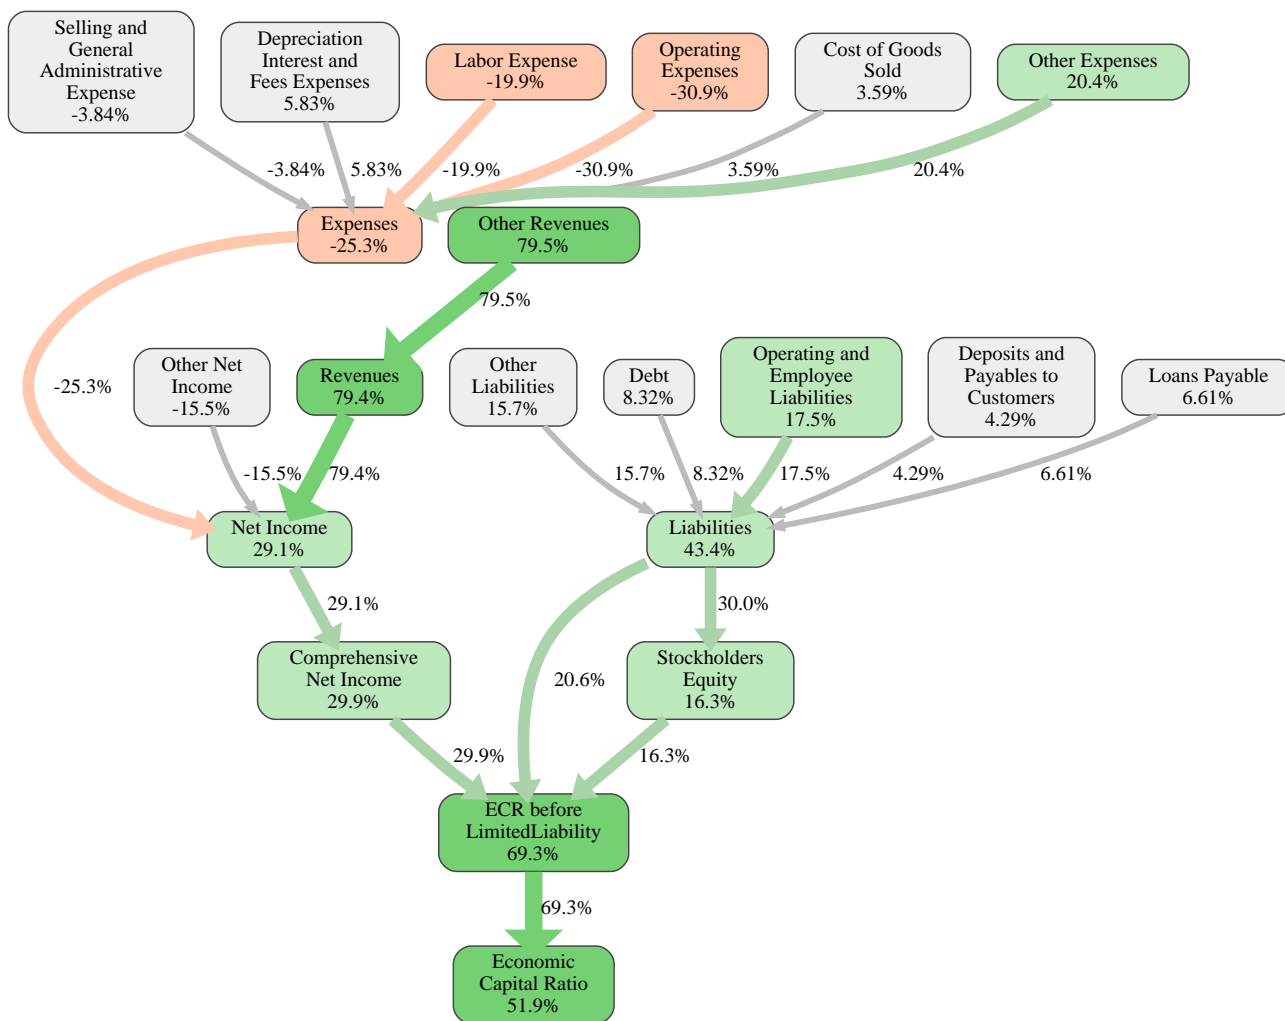 Selling and
General
Administrative
Expense
-3.84%
Depreciation
Interest and
Fees Expenses
5.83%
Labor Expense
-19.9%
Operating
Expenses
-30.9%
Cost of Goods
Sold
3.59%
Other Expenses
20.4%
-3.84%
5.83%
-19.9%
-30.9%
3.59%
20.4%
Expenses
-25.3%
Other Revenues
79.5%
79.5%
-25.3%
Other Net
Income
-15.5%
Revenues
79.4%
Other
Liabilities
15.7%
Debt
8.32%
Operating and
Employee
Liabilities
17.5%
Deposits and
Payables to
Customers
4.29%
Loans Payable
6.61%
-15.5%
79.4%
15.7%
8.32%
17.5%
4.29%
6.61%
Net Income
29.1%
Liabilities
43.4%
29.1%
30.0%
Comprehensive
Net Income
29.9%
20.6%
Stockholders
Equity
16.3%
29.9%
16.3%
ECR before
LimitedLiability
69.3%
69.3%
Economic
Capital Ratio
51.9%